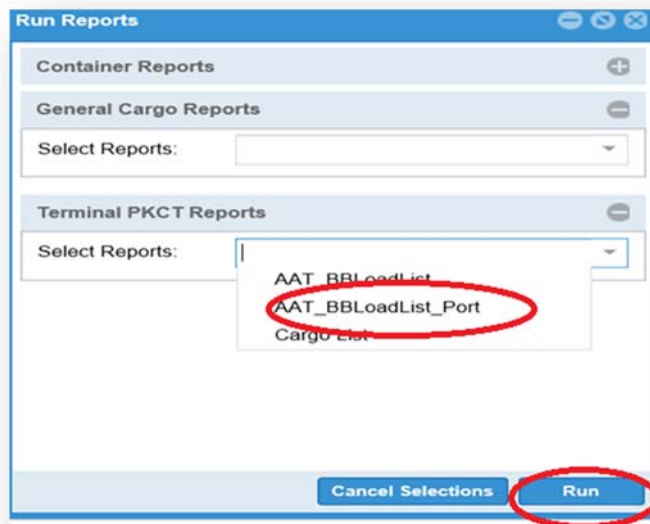 Run Reports
Container Reports
General Cargo Reports
Select Reports:
Terminal PKCT Reports
Select Reports:
AAT_BBLoadList
AAT_BBLoadList_Port
Cargo List
Cancel Selections
Run